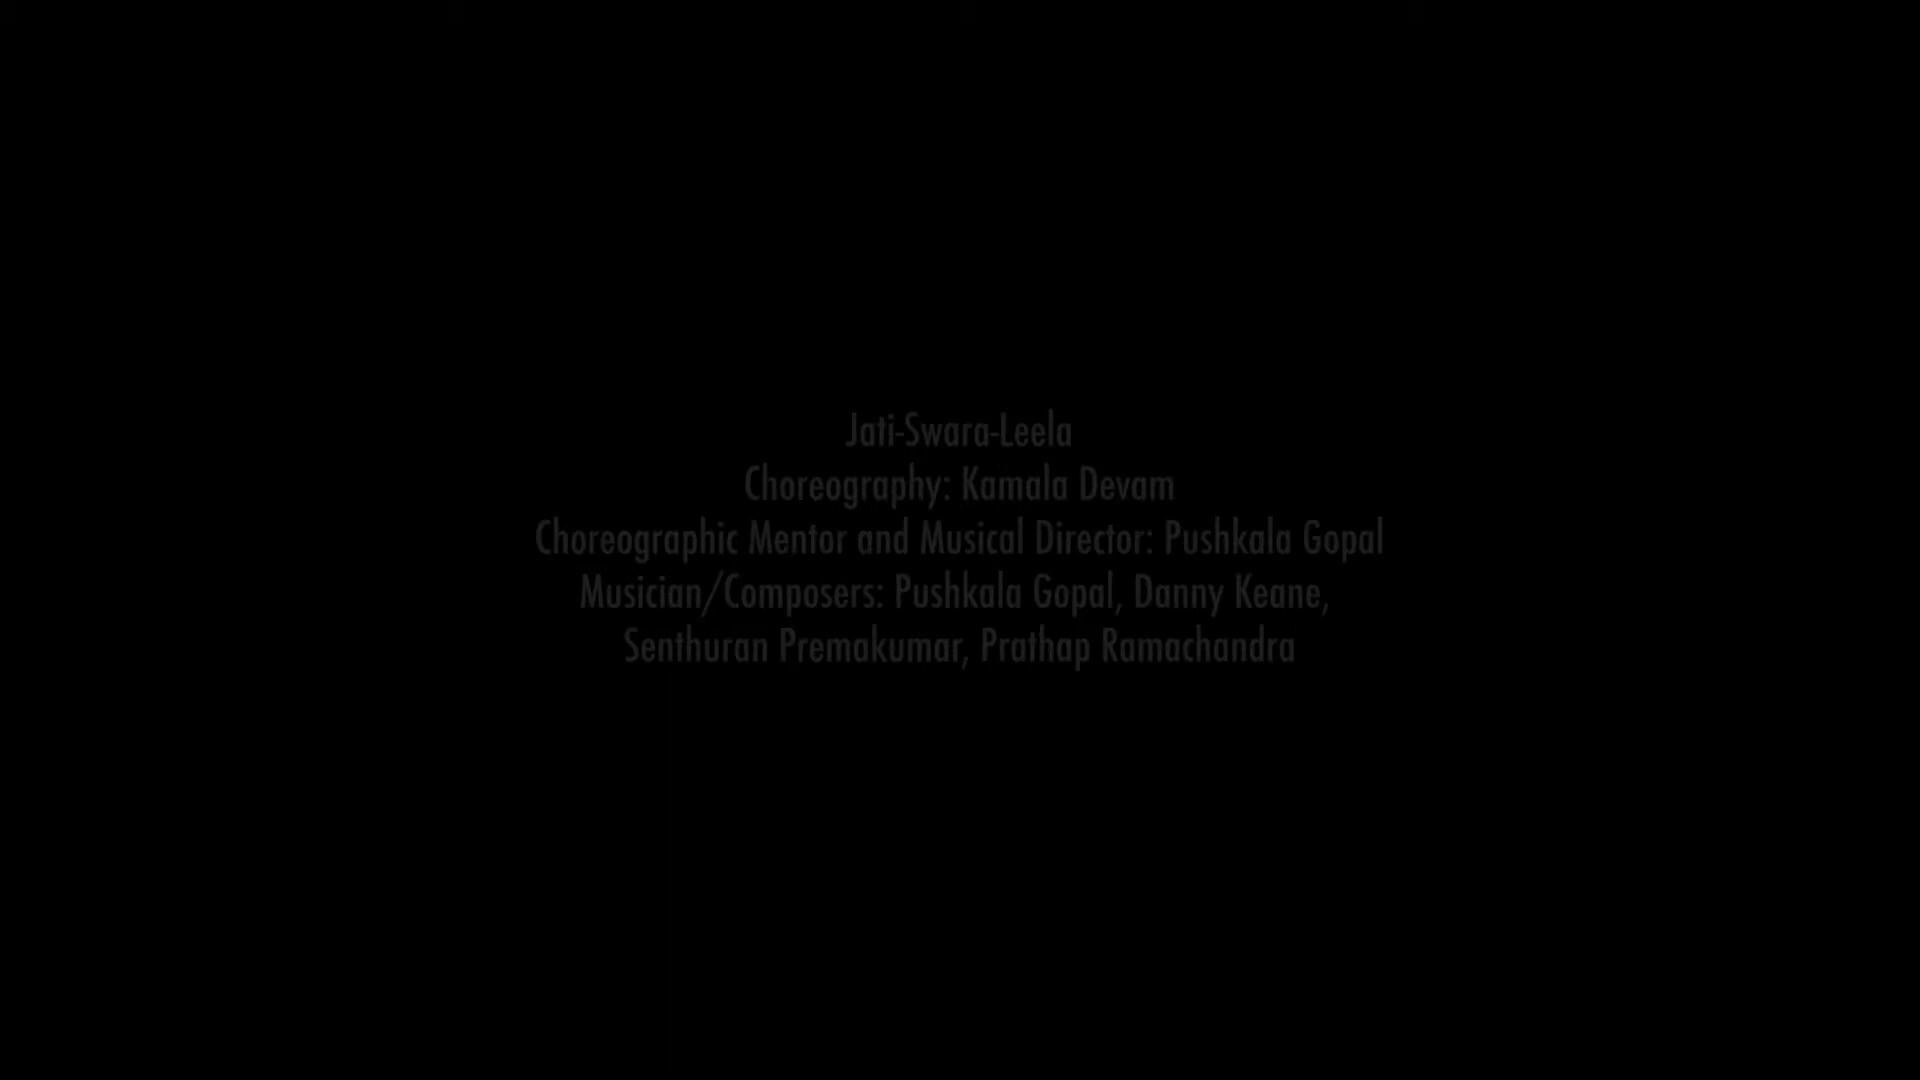 Jati-Swara-Leela
Choreography: Kamala Devam
Choreographic Mentor and Musical Director: Pushkala Gopal
Musician/Composers: Pushkala Gopal, Danny Keane,
Senthuran Premakumar, Prathap Ramachandra